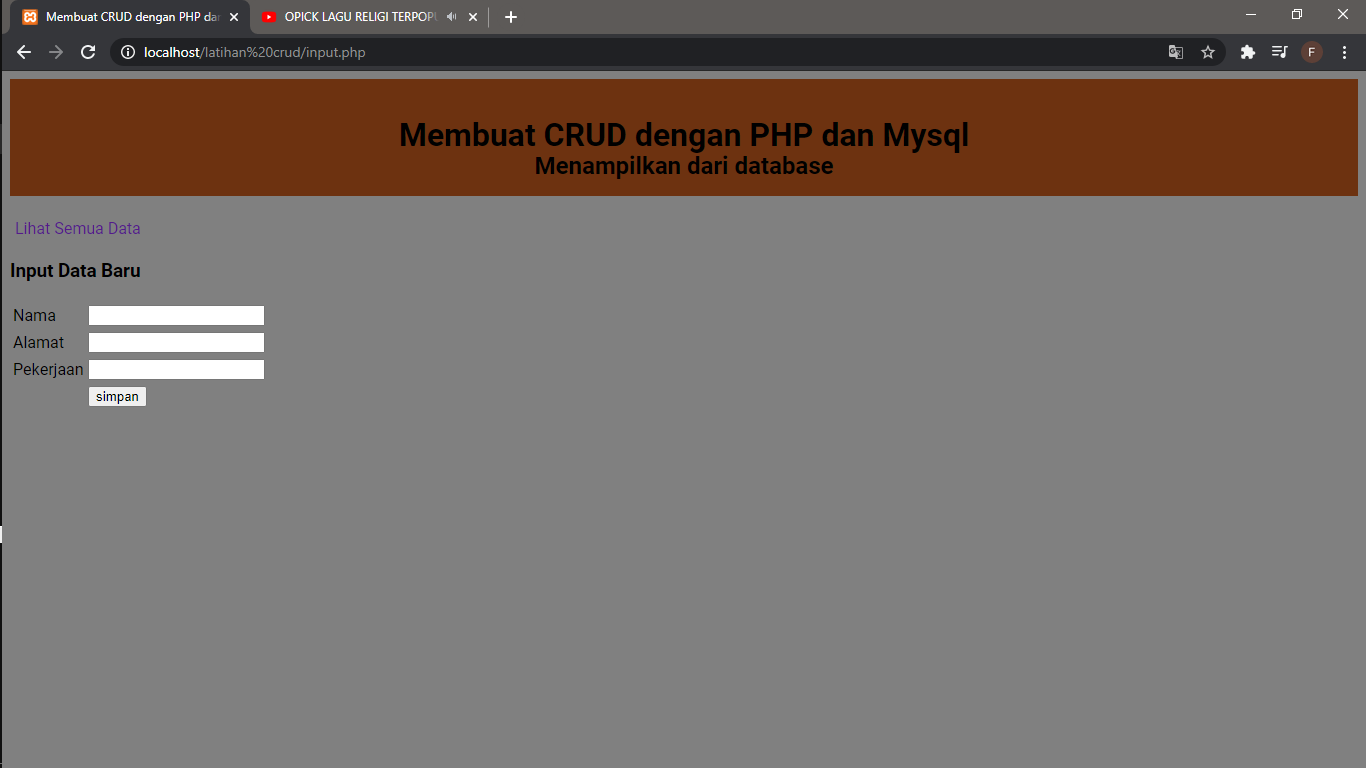 Membuat CRUD dengan PHP da
OPICK LAGU RELIGI TERPOPU
localhost/latihan%20crud/input.php
F
Membuat CRUD dengan PHP dan Mysql
Menampilkan dari database
Lihat Semua Data
Input Data Baru
Nama
Alamat
Pekerjaan
simpan